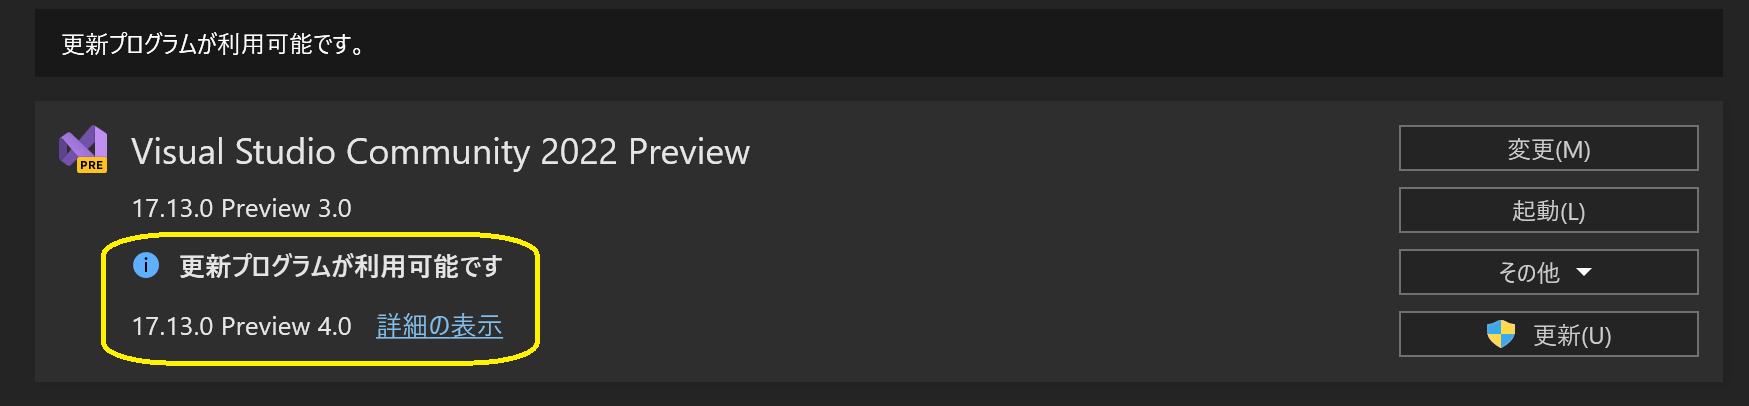 更新プログラムが利用可能です。
Visual Studio Community 2022 Preview
PRE
17.13.0 Preview 3.0
更新プログラムが利用可能です
17.13.0 Preview 4.0 詳細の表示
変更(M)
起動(L)
その他
更新(U)